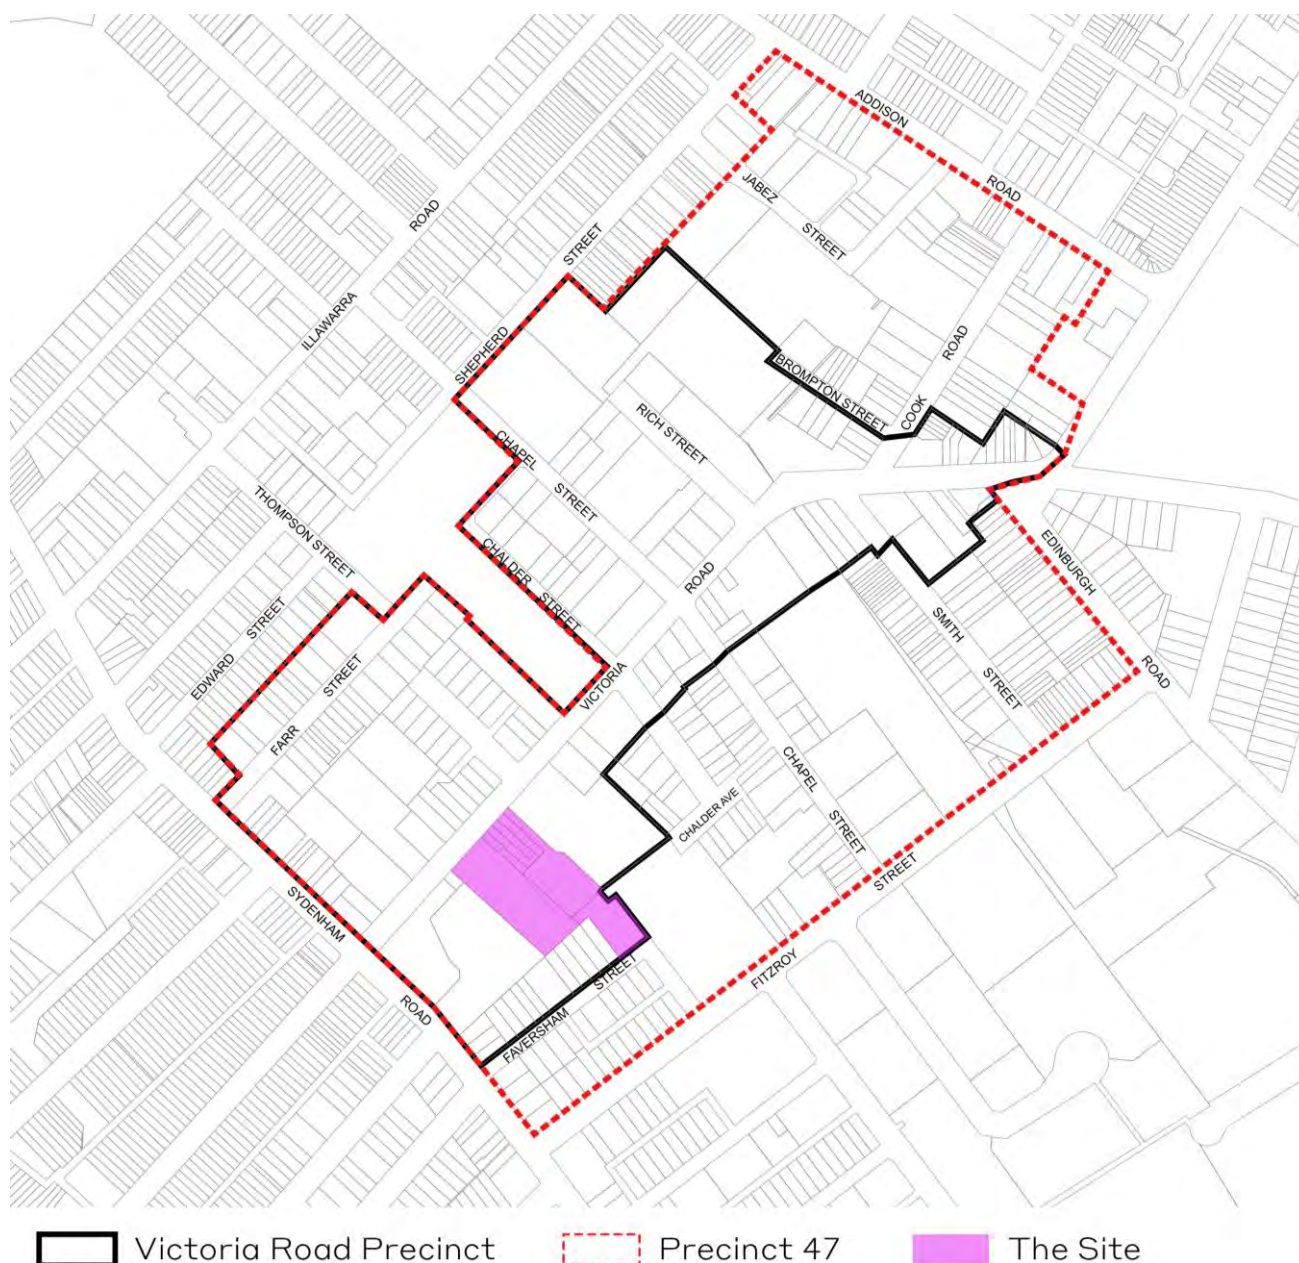 ADDISON
ROAD
JABEZ
STREET
ROAD
STREET
ILLAWARRA
SHEPHERD
ROAD
BROMPTON STREET
COOK
RICH STREET
CHAPEL
STREET
THOMPSON STREET
CHALDER
STREET
EDINBURGH
ROAD
ROAD
SMITH
STREET
EDWARD
STREET
FARR
STREET
VICTORIA
CHAPEL
STREET
CHALDER AVE
STREET
SYDENHAM
ROAD
STREET
FITZROY
FAVERSHAM
Victoria Road Precinct
Precinct 47
The Site